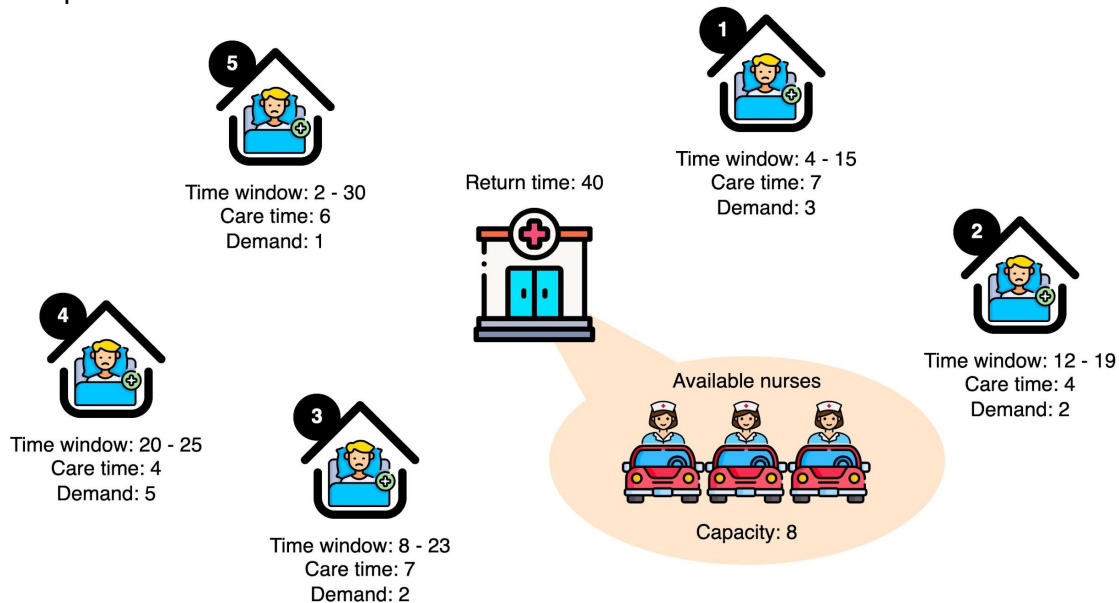 1
5
Time window: 4 - 15
Care time: 7
Demand: 3
Return time: 40
Time window: 2 - 30
Care time: 6
Demand: 1
2
4
Time window: 12 - 19
Care time: 4
Demand: 2
Available nurses
3
Time window: 20 - 25
Care time: 4
Demand: 5
Capacity: 8
Time window: 8 - 23
Care time: 7
Demand: 2